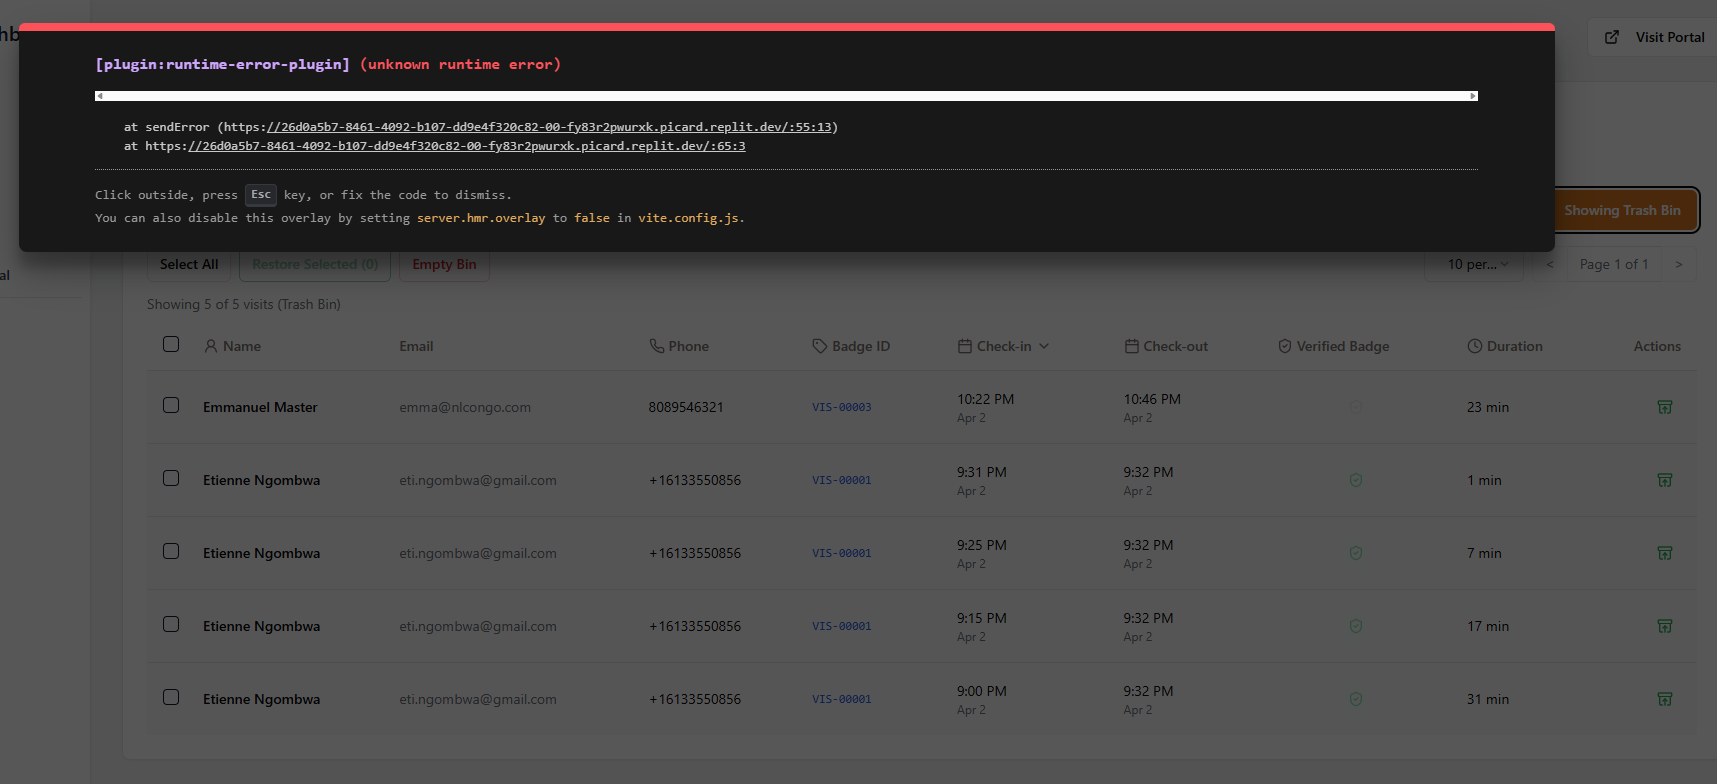 hb
[plugin:runtime-error-plugin] (unknown runtime error)
Visit Portal
at sendError (https://26d0a5b7-8461-4092-b107-dd9e4f320c82-00-fy83r2pwurxk.picard.replit.dev/:55:13)
at https://26d0a5b7-8461-4092-b107-dd9e4f320c82-00-fy83r2pwurxk.picard.replit.dev/:65:3
Click outside, press Esc key, or fix the code to dismiss.
You can also disable this overlay by setting server.hmr.overlay to false in vite.config.js.
Showing Trash Bin
al
Select All Restore Selected (0) Empty Bin 10 per... < Page 1 of 1 >
Showing 5 of 5 visits (Trash Bin)
Name Email Phone Badge ID Check-in Check-out Verified Badge Duration Actions
Emmanuel Master emma@nlcongo.com 8089546321 VIS-00003 10:22 PM 10:46 PM 23 min
Apr 2 Apr 2
Etienne Ngombwa eti.ngombwa@gmail.com +16133550856 VIS-00001 9:31 PM 9:32 PM 1 min
Apr 2 Apr 2
Etienne Ngombwa eti.ngombwa@gmail.com +16133550856 VIS-00001 9:25 PM 9:32 PM 7 min
Apr 2 Apr 2
Etienne Ngombwa eti.ngombwa@gmail.com +16133550856 VIS-00001 9:15 PM 9:32 PM 17 min
Apr 2 Apr 2
Etienne Ngombwa eti.ngombwa@gmail.com +16133550856 VIS-00001 9:00 PM 9:32 PM 31 min
Apr 2 Apr 2